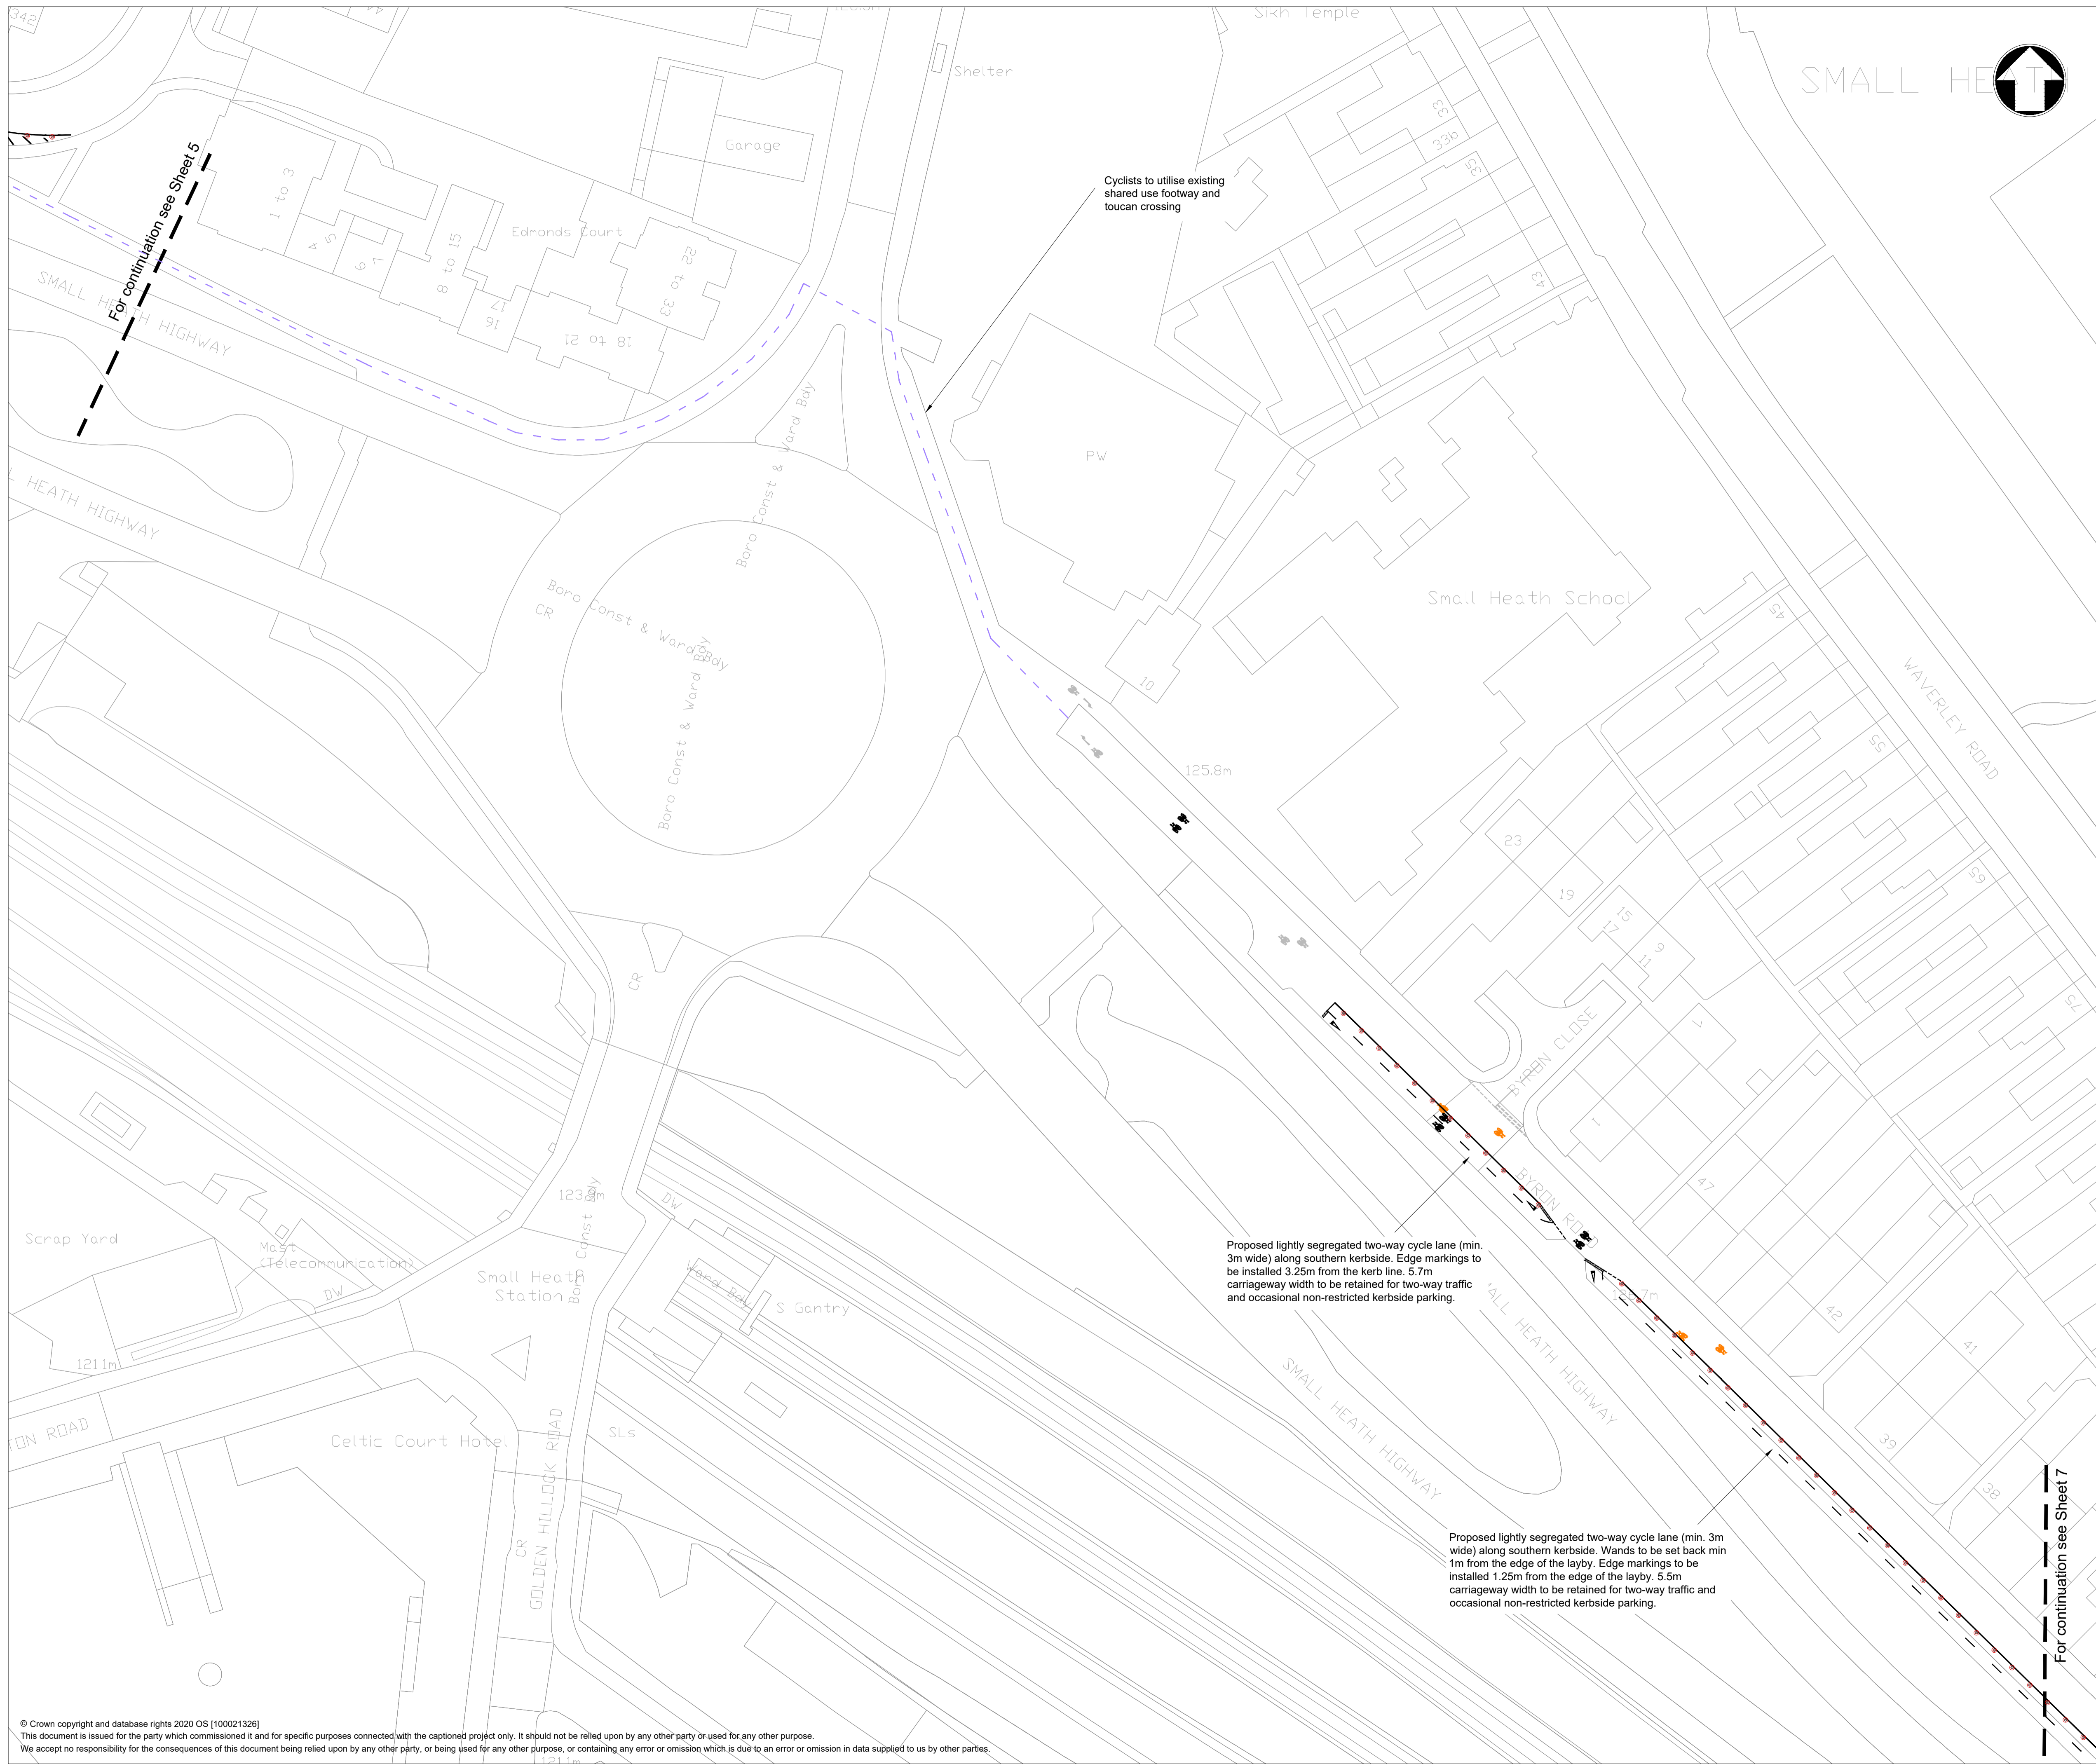 342
44
Sikh Temple
SMALL HEATH
Shelter
Garage
33
33b
35
43
Cyclists to utilise existing
shared use footway and
toucan crossing
For continuation see Sheet 5
1 to 3
4
5
6
7
8 to 15
Edmonds Court
17
16
18 to 21
22 to 33
SMALL HEATH HIGHWAY
L HEATH HIGHWAY
Boro Const & Ward Bdy
PW
Boro Const & Ward Bdy
CR
Boro Const & Ward Bdy
Small Heath School
45
10
WAVERLEY ROAD
55
125.8m
23
19
65
15
17
9
11
7
75
CR
BYRON CLOSE
1
BYRON ROAD
47
Scrap Yard
Mast
(Telecommunication)
DW
DW
Boro Const Bdy
Small Heath
Station
Ward Bdy
S Gantry
121.1m
TON ROAD
Celtic Court Hotel
SLs
CR
GOLDEN HILLOCK ROAD
Proposed lightly segregated two-way cycle lane (min.
3m wide) along southern kerbside. Edge markings to
be installed 3.25m from the kerb line. 5.7m
carriageway width to be retained for two-way traffic
and occasional non-restricted kerbside parking.
ALL HEATH HIGHWAY
SMALL HEATH HIGHWAY
42
41
39
38
Proposed lightly segregated two-way cycle lane (min. 3m
wide) along southern kerbside. Wands to be set back min
1m from the edge of the layby. Edge markings to be
installed 1.25m from the edge of the layby. 5.5m
carriageway width to be retained for two-way traffic and
occasional non-restricted kerbside parking.
For continuation see Sheet 7
© Crown copyright and database rights 2020 OS [100021326]
This document is issued for the party which commissioned it and for specific purposes connected with the captioned project only. It should not be relied upon by any other party or used for any other purpose.
We accept no responsibility for the consequences of this document being relied upon by any other party, or being used for any other purpose, or containing any error or omission which is due to an error or omission in data supplied to us by other parties.
121.1m